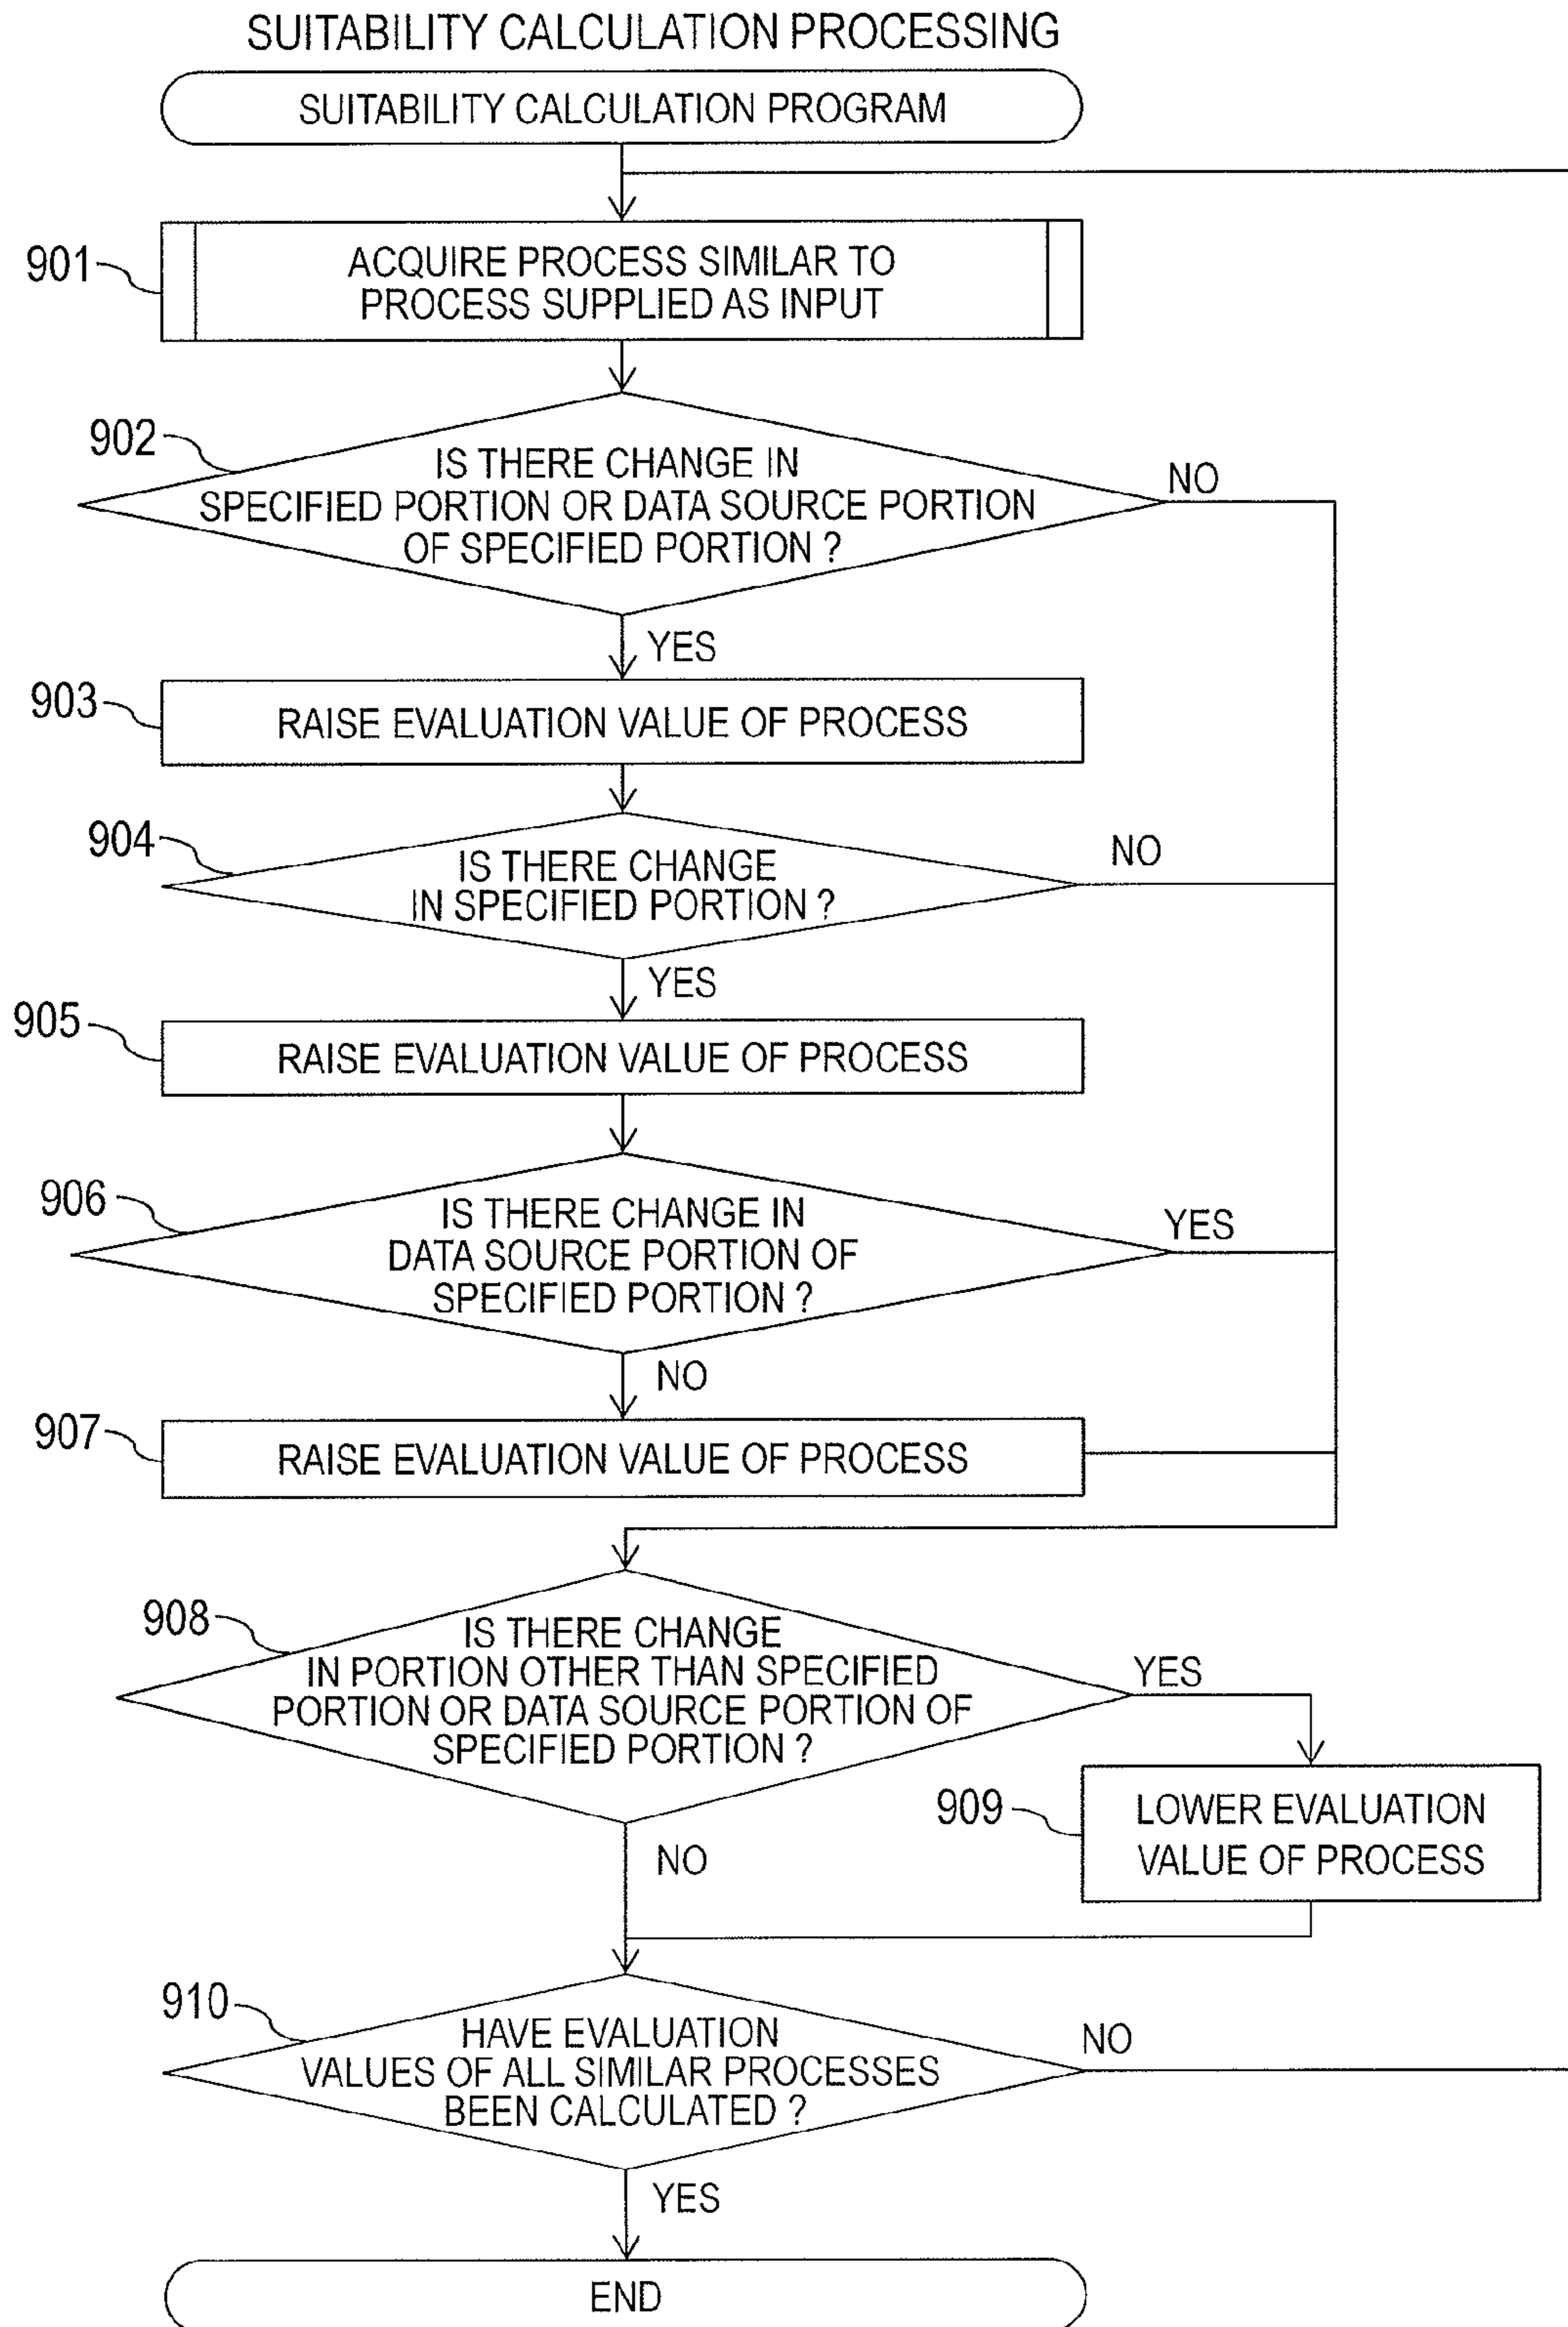 SUITABILITY CALCULATION PROCESSING
SUITABILITY CALCULATION PROGRAM
901
ACQUIRE PROCESS SIMILAR TO
PROCESS SUPPLIED AS INPUT
902
IS THERE CHANGE IN
SPECIFIED PORTION OR DATA SOURCE PORTION
OF SPECIFIED PORTION ?
NO
YES
903
RAISE EVALUATION VALUE OF PROCESS
904
IS THERE CHANGE
IN SPECIFIED PORTION ?
NO
YES
905
RAISE EVALUATION VALUE OF PROCESS
906
IS THERE CHANGE IN
DATA SOURCE PORTION OF
SPECIFIED PORTION ?
YES
NO
907
RAISE EVALUATION VALUE OF PROCESS
908
IS THERE CHANGE
IN PORTION OTHER THAN SPECIFIED
PORTION OR DATA SOURCE PORTION OF
SPECIFIED PORTION ?
YES
NO
909
LOWER EVALUATION
VALUE OF PROCESS
910
HAVE EVALUATION
VALUES OF ALL SIMILAR PROCESSES
BEEN CALCULATED ?
NO
YES
END